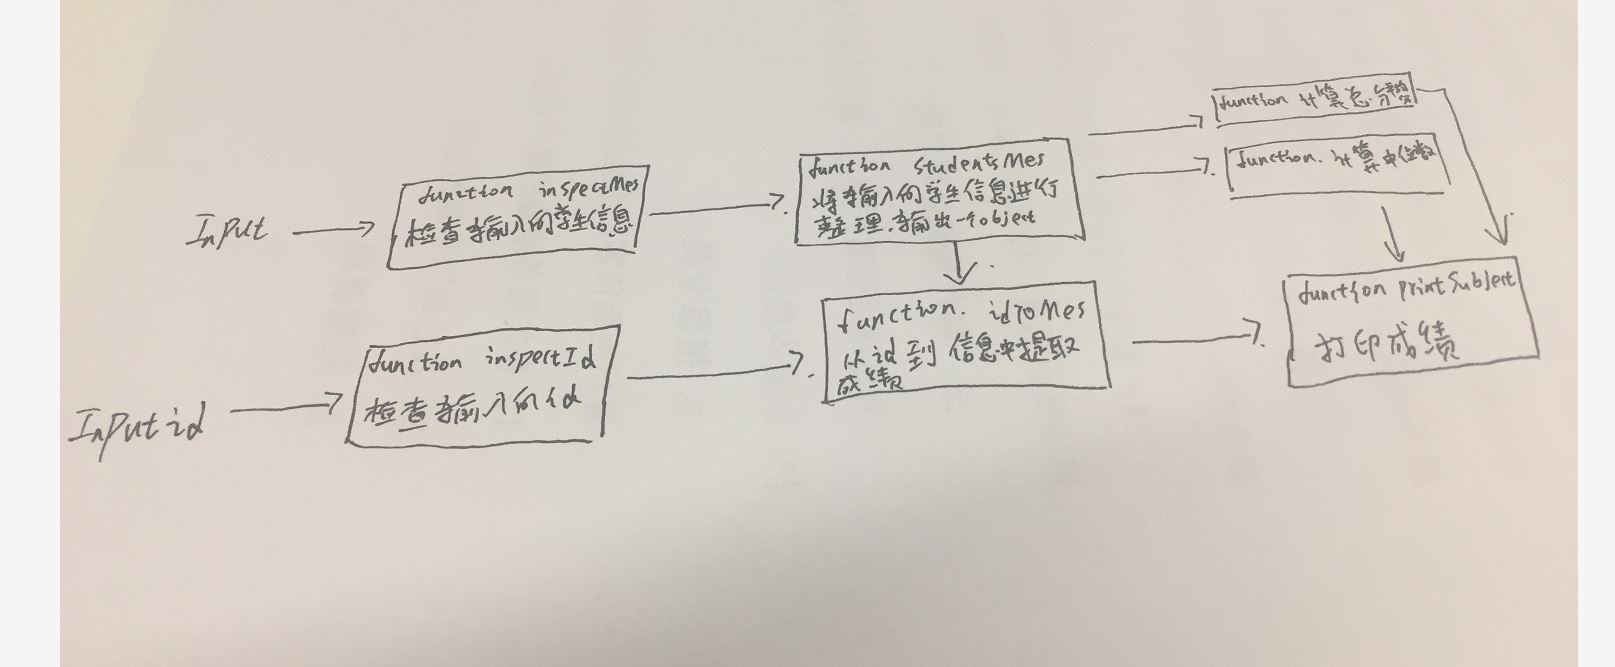 Input
function inspectMes
检查输入的学生信息
function studentsMes
将输入的学生信息进行
整理.输出一个object
function 计算总分
function. 计算中位数
Input id
function inspectId
检查输入的id
function. idToMes
从id到信息中提取
成绩
function printSubject
打印成绩